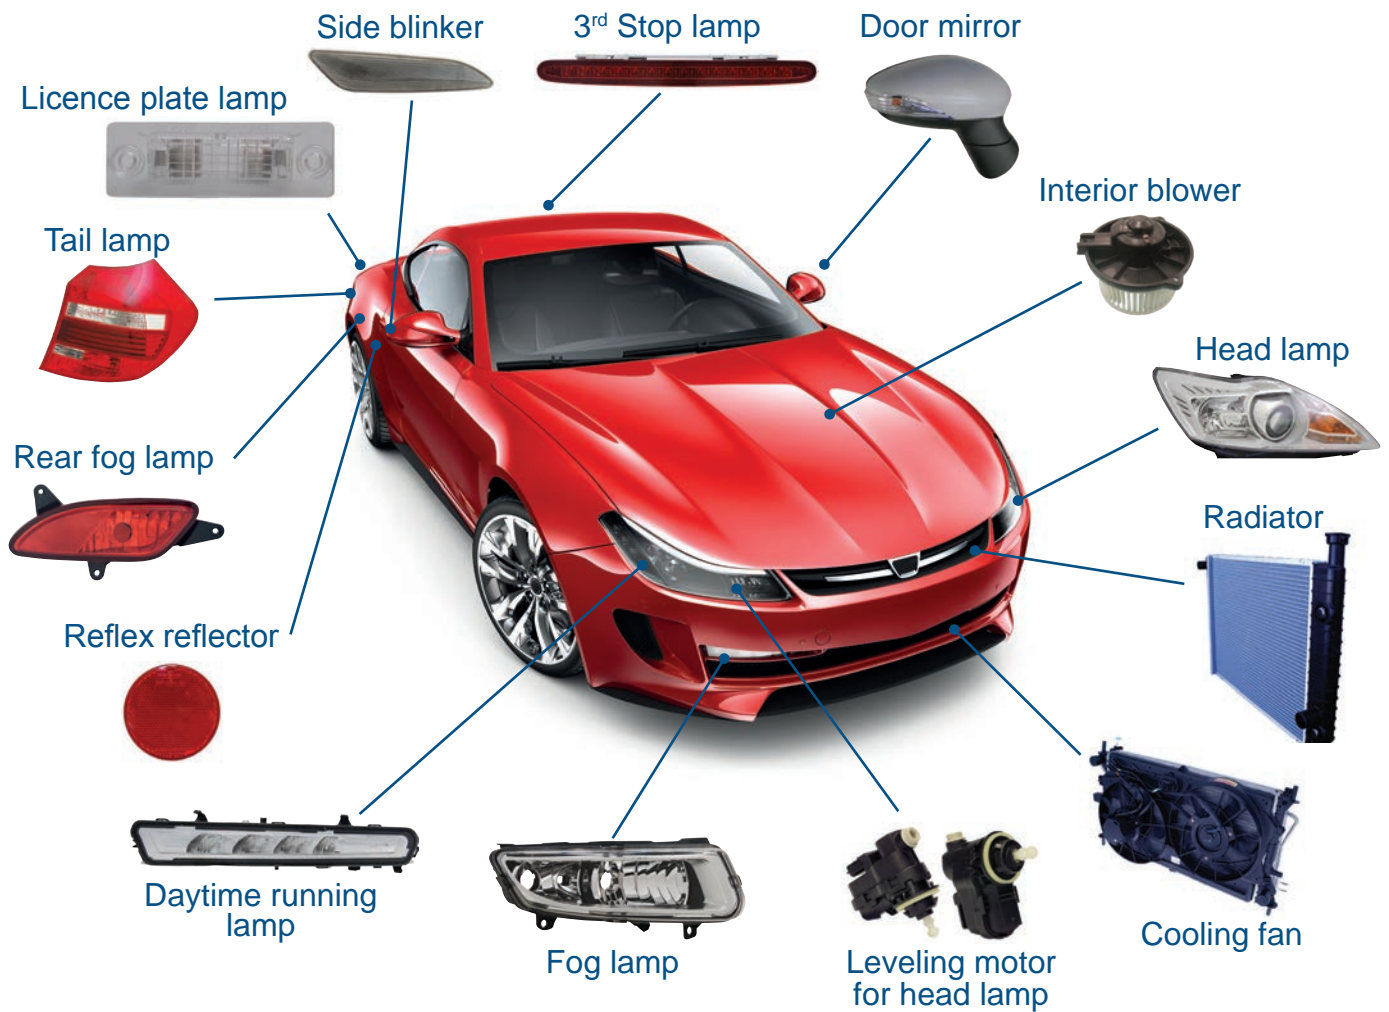 Side blinker
3rd Stop lamp
Door mirror
Licence plate lamp
Interior blower
Tail lamp
Head lamp
Rear fog lamp
Radiator
Reflex reflector
Daytime running
lamp
Fog lamp
Leveling motor
for head lamp
Cooling fan